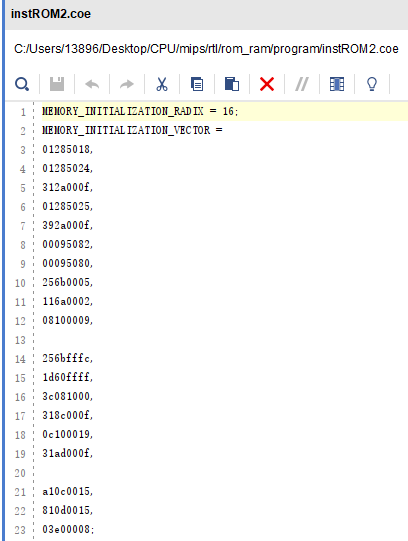 instROM2.coe
C:/Users/13896/Desktop/CPU/mips/rtl/rom_ram/program/instROM2.coe
1 MEMORY_INITIALIZATION_RADIX = 16;
2 MEMORY_INITIALIZATION_VECTOR =
3 01285018,
4 01285024,
5 312a000f,
6 01285025,
7 392a000f,
8 00095082,
9 00095080,
10 256b0005,
11 116a0002,
12 08100009,
13
14 256bfffc,
15 1d60ffff,
16 3c081000,
17 318c000f,
18 0c100019,
19 31ad000f,
20
21 a10c0015,
22 810d0015,
23 03e00008;